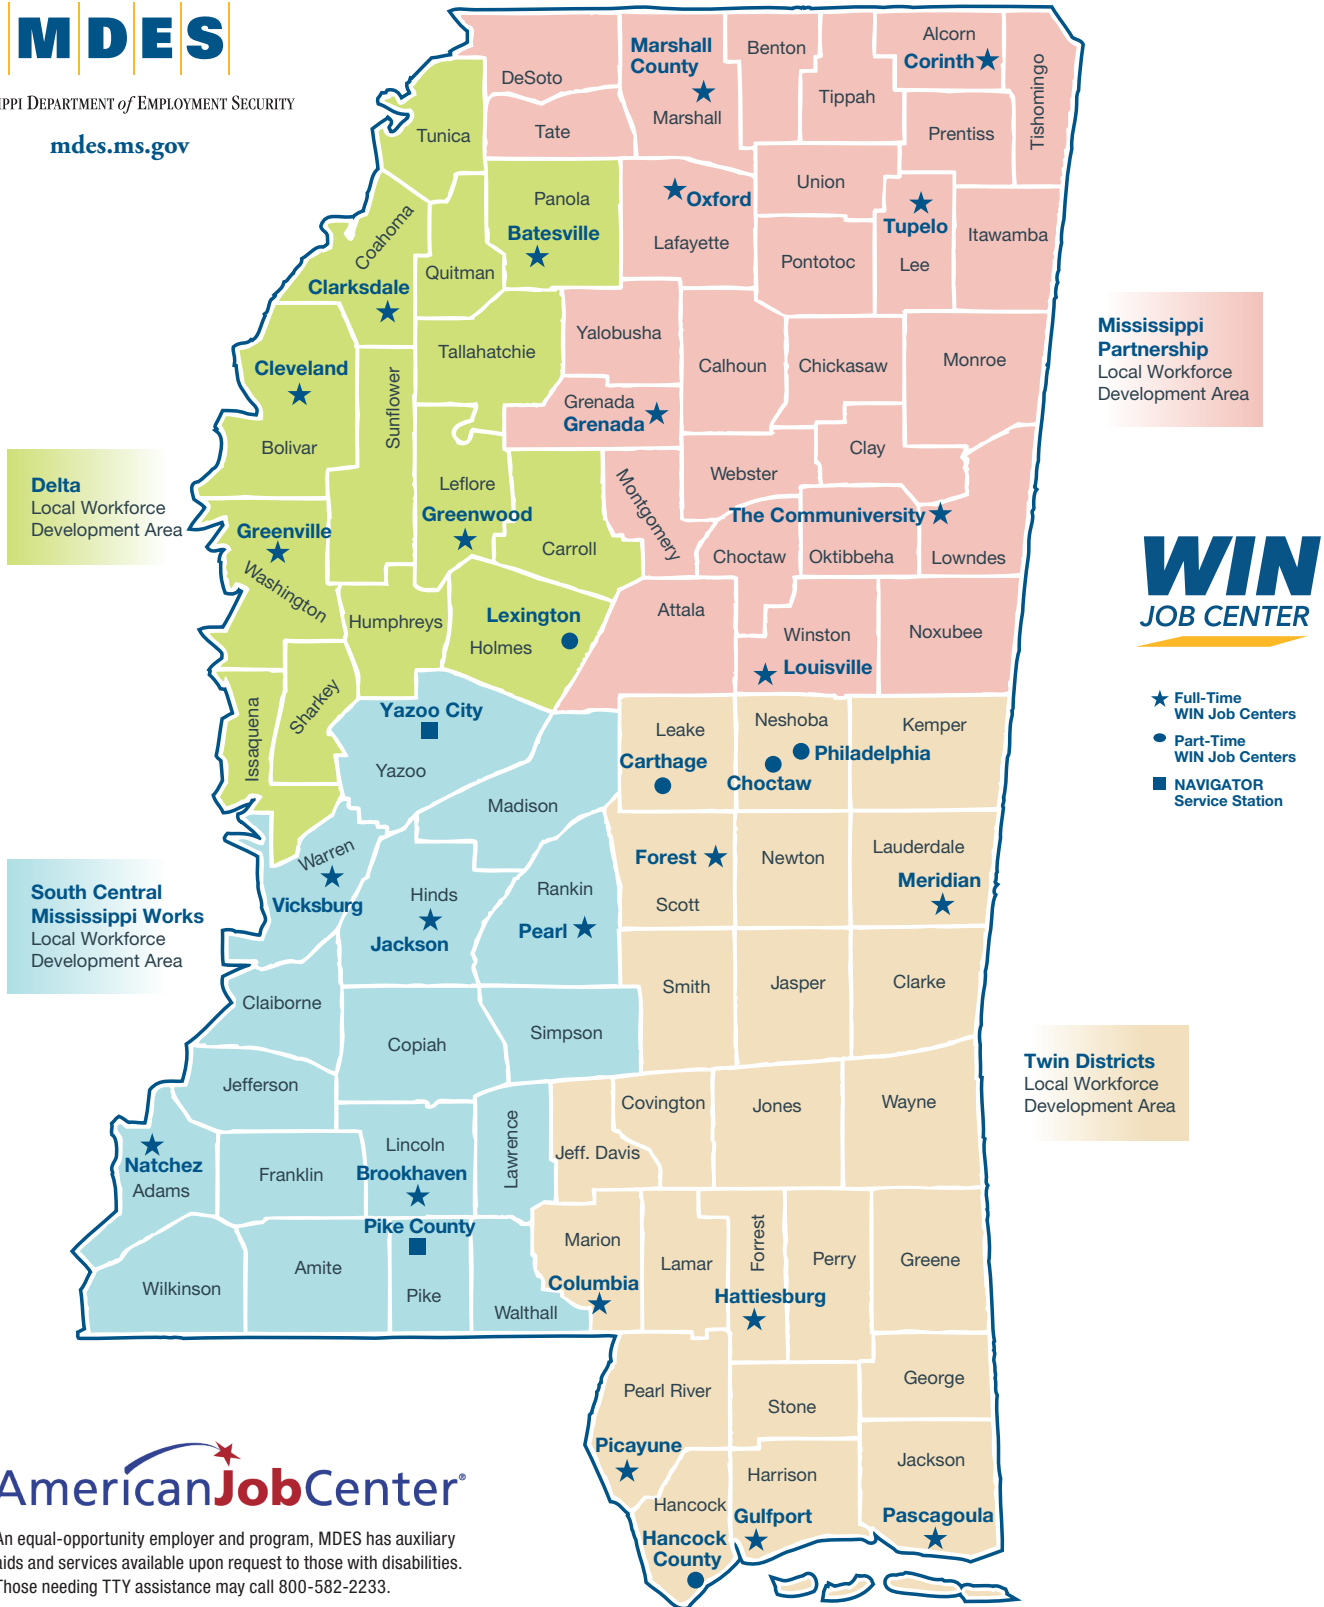 MDES
IPPI DEPARTMENT of EMPLOYMENT SECURITY
mdes.ms.gov
DeSoto
Marshall
County
Marshall
Benton
Tippah
Alcorn
Corinth
Tishomingo
Tunica
Tate
Prentiss
Panola
Batesville
Oxford
Lafayette
Union
Tupelo
Lee
Itawamba
Pontotoc
Coahoma
Clarksdale
Quitman
Tallahatchie
Yalobusha
Calhoun
Chickasaw
Monroe
Cleveland
Bolivar
Sunflower
Grenada
Grenada
Clay
Webster
Leflore
Greenwood
Carroll
Montgomery
The Communiversity
Choctaw
Oktibbeha
Lowndes
Greenville
Washington
Humphreys
Lexington
Holmes
Attala
Winston
Louisville
Noxubee
Issaquena
Sharkey
Yazoo City
Yazoo
Madison
Leake
Carthage
Neshoba
Philadelphia
Choctaw
Kemper
Warren
Vicksburg
Hinds
Jackson
Rankin
Pearl
Forest
Scott
Newton
Lauderdale
Meridian
Claiborne
Copiah
Simpson
Smith
Jasper
Clarke
Jefferson
Natchez
Adams
Franklin
Lincoln
Brookhaven
Lawrence
Jeff. Davis
Covington
Jones
Wayne
Wilkinson
Amite
Pike County
Pike
Walthall
Marion
Columbia
Lamar
Forrest
Hattiesburg
Perry
Greene
Pearl River
Picayune
Stone
George
Hancock
Hancock
County
Harrison
Gulfport
Jackson
Pascagoula
Delta
Local Workforce
Development Area
South Central
Mississippi Works
Local Workforce
Development Area
Mississippi
Partnership
Local Workforce
Development Area
Twin Districts
Local Workforce
Development Area
WIN
JOB CENTER
Full-Time
WIN Job Centers
Part-Time
WIN Job Centers
NAVIGATOR
Service Station
AmericanJobCenter®
An equal-opportunity employer and program, MDES has auxiliary
aids and services available upon request to those with disabilities.
Those needing TTY assistance may call 800-582-2233.